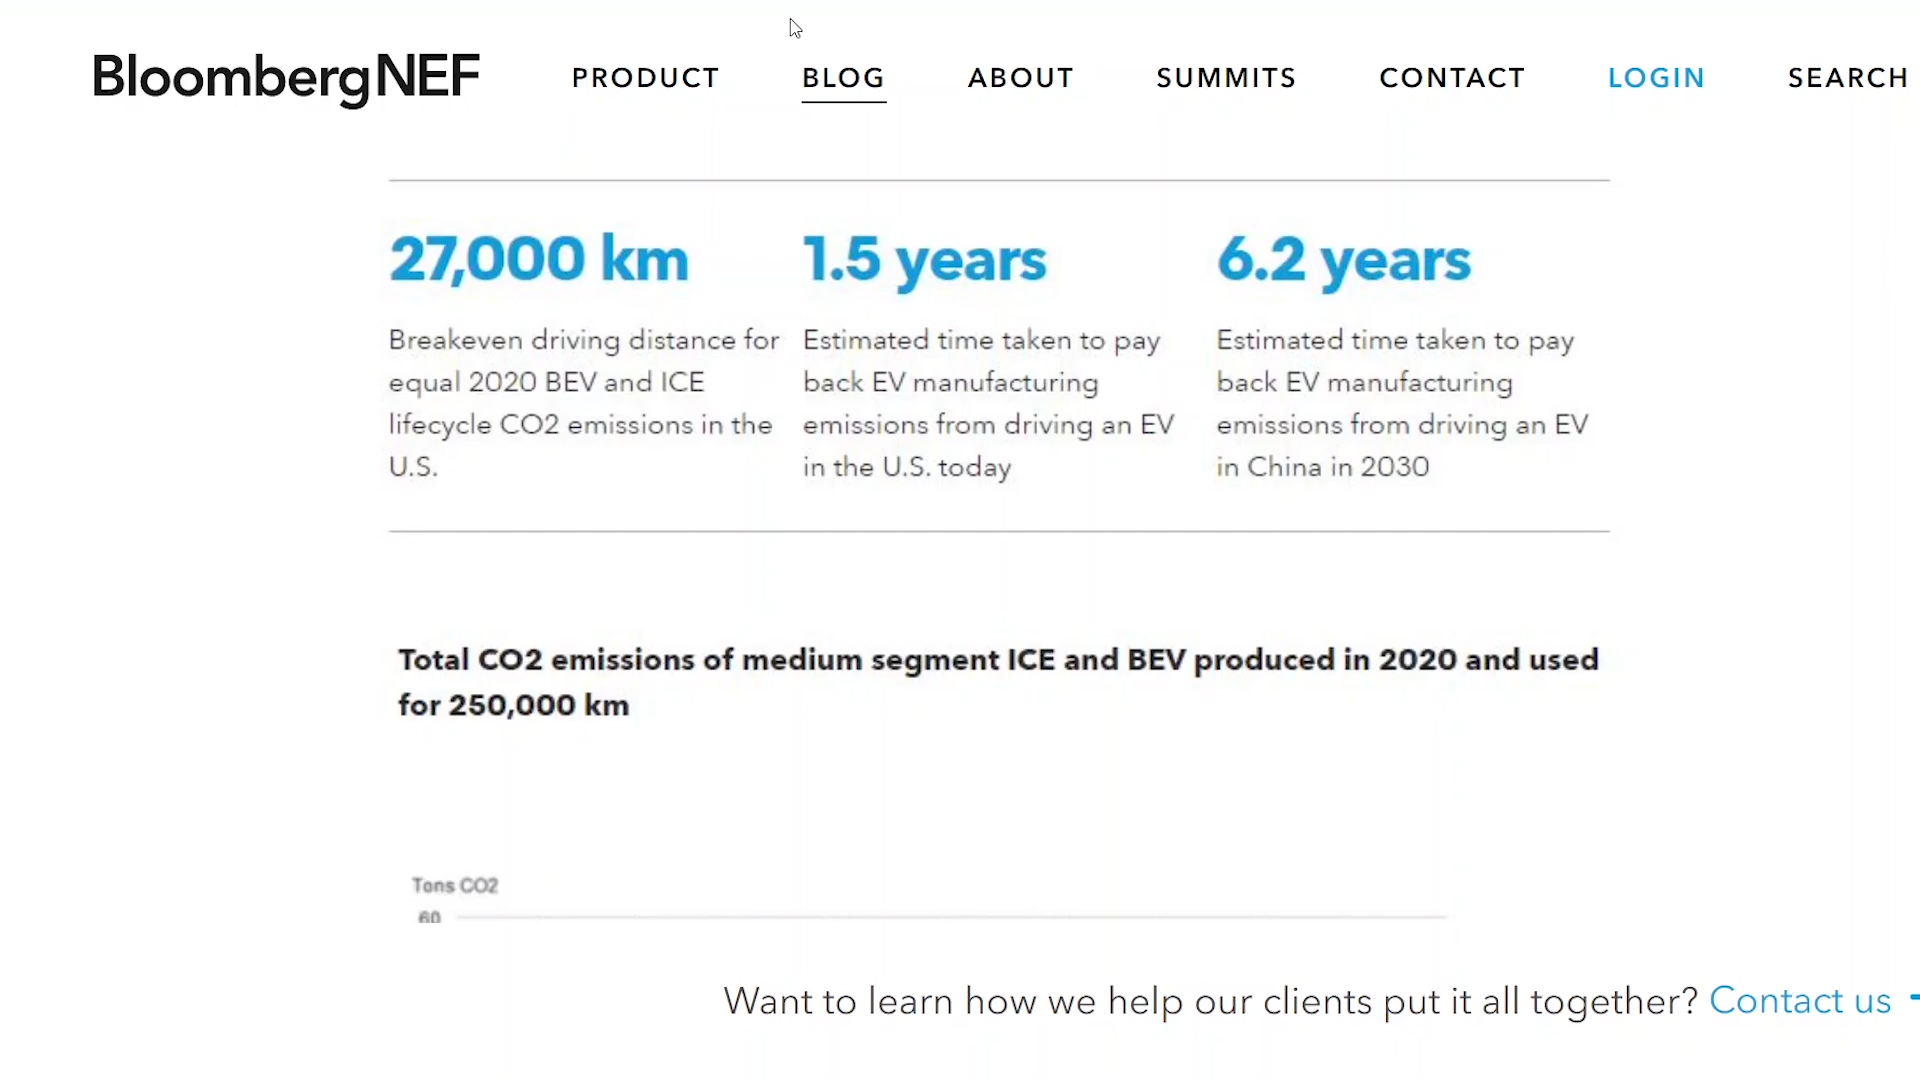 BloombergNEF PRODUCT BLOG ABOUT SUMMITS CONTACT LOGIN SEARCH
27,000 km
Breakeven driving distance for
equal 2020 BEV and ICE
lifecycle CO2 emissions in the
U.S.
1.5 years
Estimated time taken to pay
back EV manufacturing
emissions from driving an EV
in the U.S. today
6.2 years
Estimated time taken to pay
back EV manufacturing
emissions from driving an EV
in China in 2030
Total CO2 emissions of medium segment ICE and BEV produced in 2020 and used
for 250,000 km
Tons CO2
60
Want to learn how we help our clients put it all together? Contact us